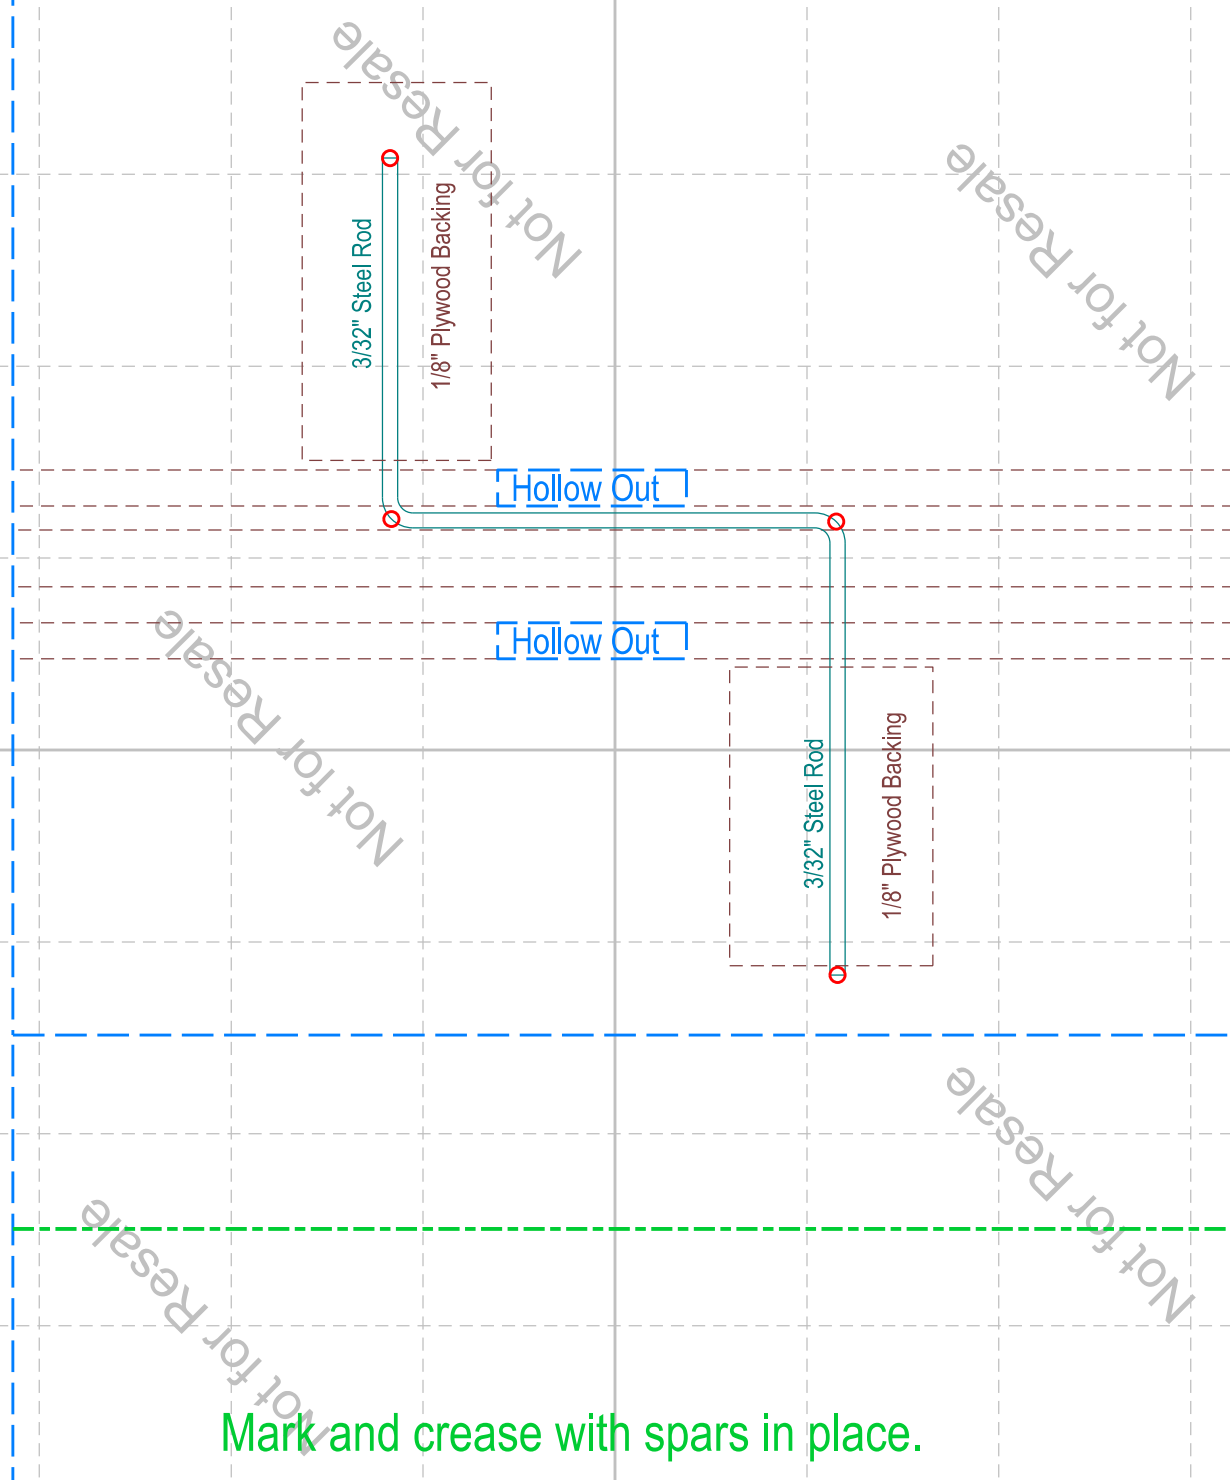 Not for Resale
Not for Resale
3/32" Steel Rod
1/8" Plywood Backing
Hollow Out
Hollow Out
Not for Resale
3/32" Steel Rod
1/8" Plywood Backing
Not for Resale
Not for Resale
Mark and crease with spars in place.